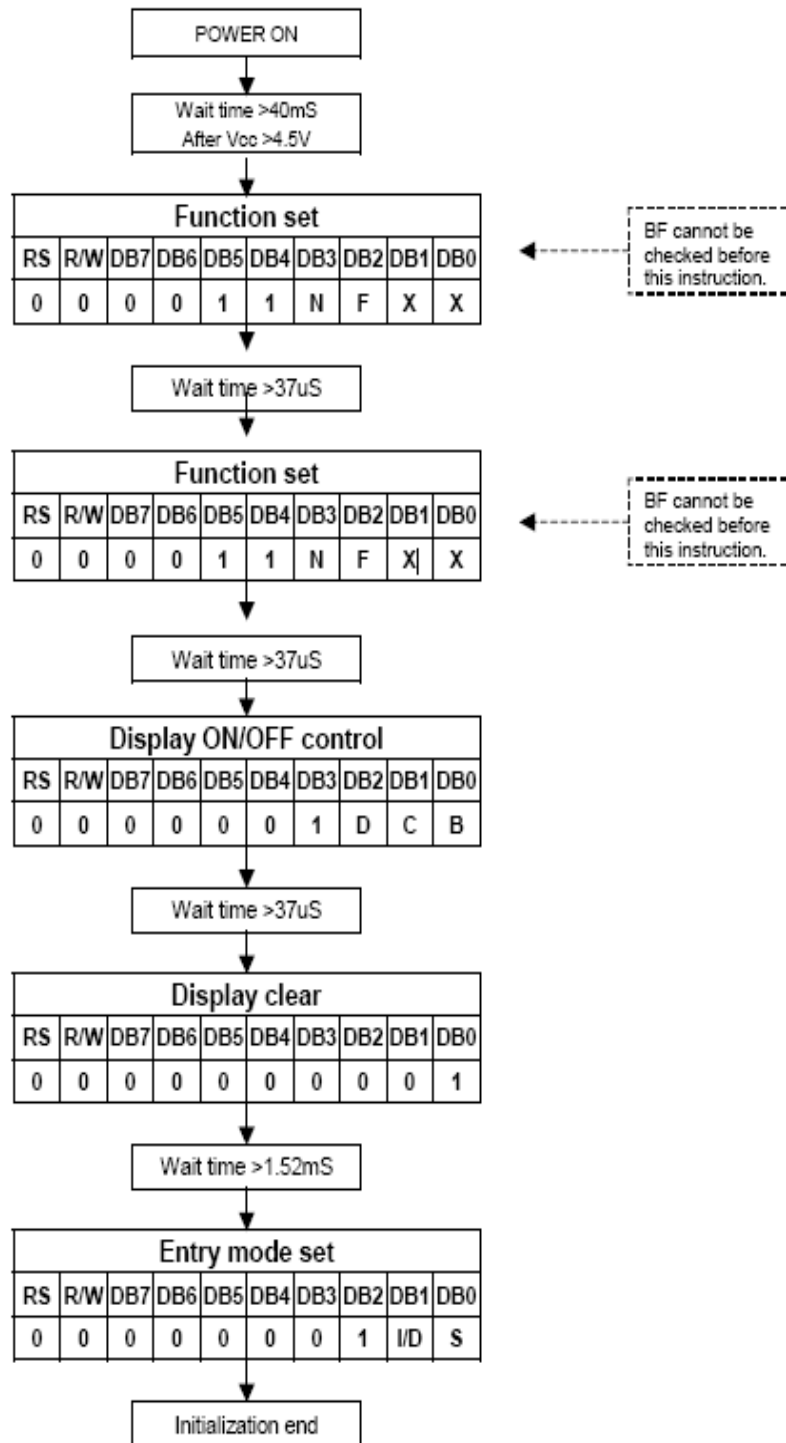 POWER ON
Wait time >40mS
After Vcc >4.5V
Function set
RS R/W DB7 DB6 DB5 DB4 DB3 DB2 DB1 DB0
0 0 0 0 1 1 N F X X
BF cannot be
checked before
this instruction.
Wait time >37uS
Function set
RS R/W DB7 DB6 DB5 DB4 DB3 DB2 DB1 DB0
0 0 0 0 1 1 N F X X
BF cannot be
checked before
this instruction.
Wait time >37uS
Display ON/OFF control
RS R/W DB7 DB6 DB5 DB4 DB3 DB2 DB1 DB0
0 0 0 0 0 0 1 D C B
Wait time >37uS
Display clear
RS R/W DB7 DB6 DB5 DB4 DB3 DB2 DB1 DB0
0 0 0 0 0 0 0 0 0 1
Wait time >1.52mS
Entry mode set
RS R/W DB7 DB6 DB5 DB4 DB3 DB2 DB1 DB0
0 0 0 0 0 0 0 1 I/D S
Initialization end